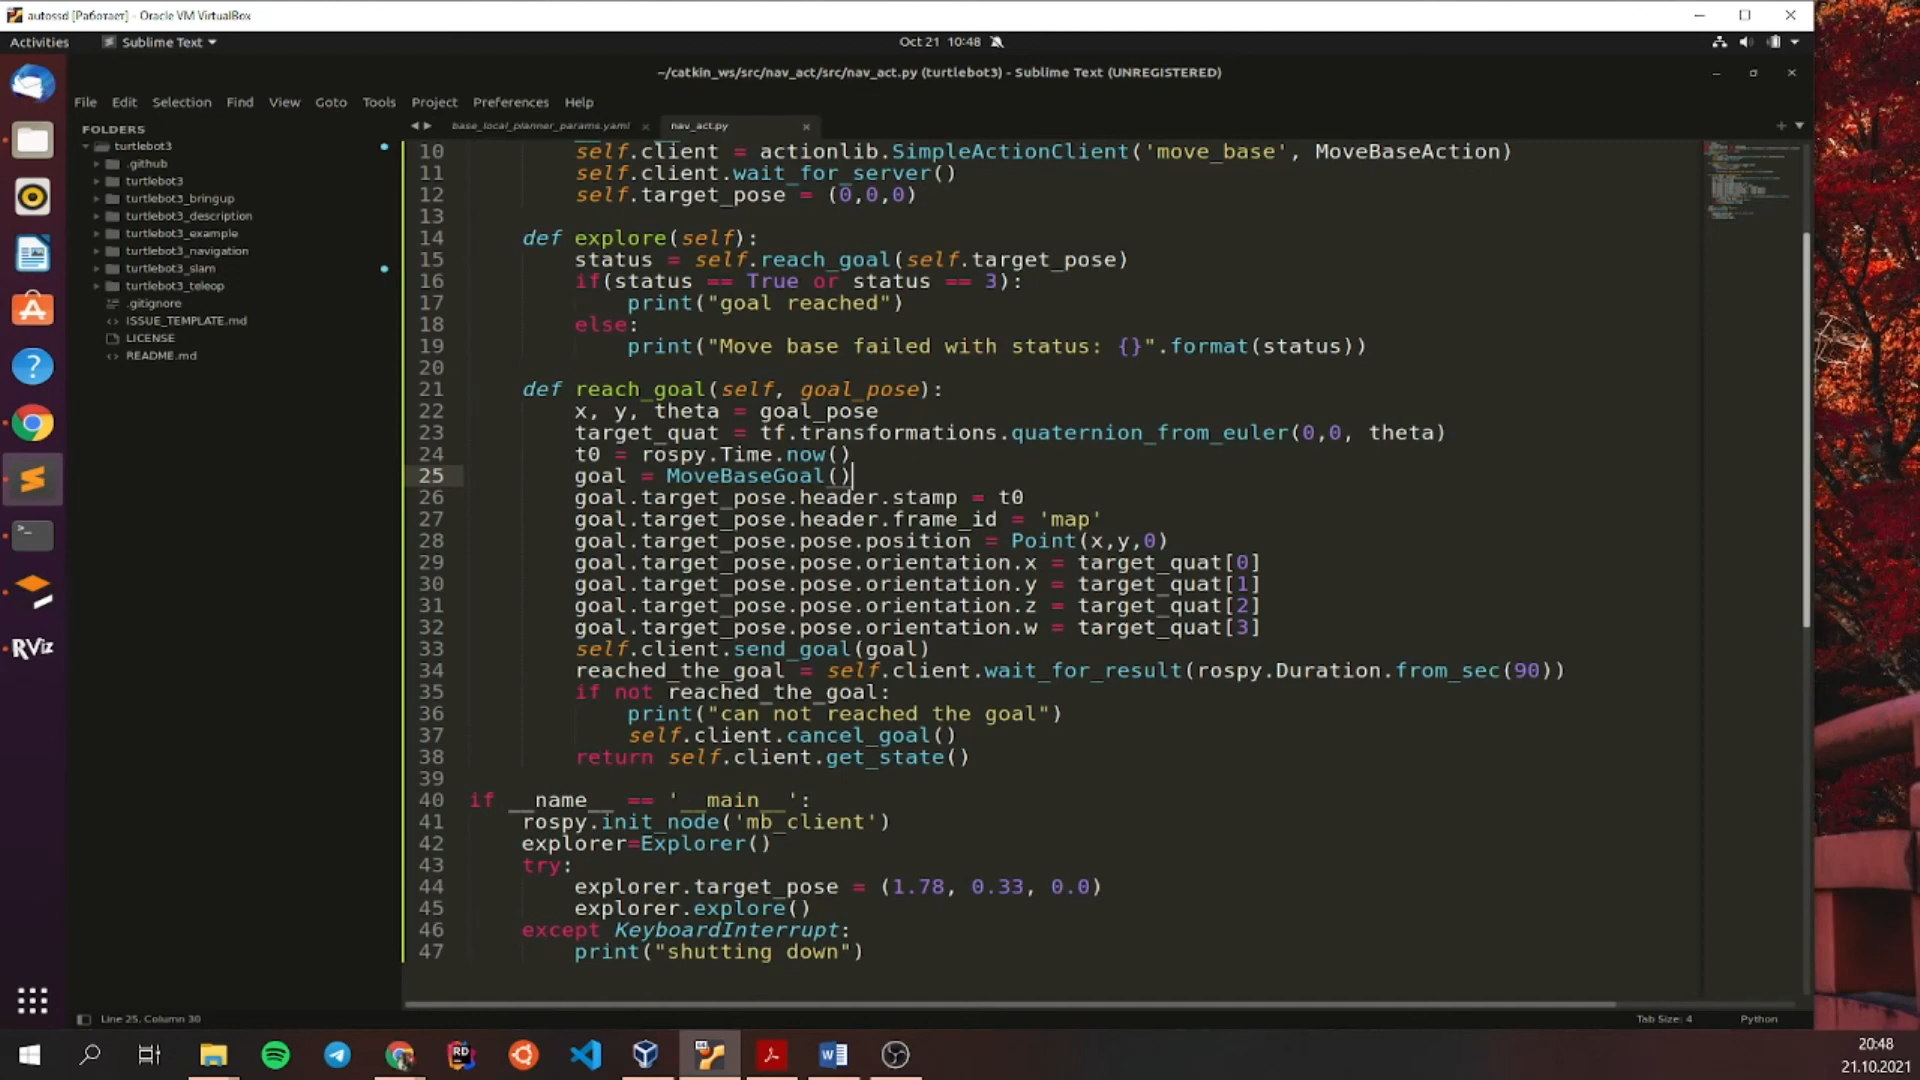 autossd [Работает] - Oracle VM VirtualBox
Activities
Sublime Text
Oct 21 10:48
~/catkin_ws/src/nav_act/src/nav_act.py (turtlebot3) - Sublime Text (UNREGISTERED)
File Edit Selection Find View Goto Tools Project Preferences Help
FOLDERS
turtlebot3
.github
turtlebot3
turtlebot3_bringup
turtlebot3_description
turtlebot3_example
turtlebot3_navigation
turtlebot3_slam
turtlebot3_teleop
.gitignore
ISSUE_TEMPLATE.md
LICENSE
README.md
base_local_planner_params.yaml
nav_act.py
10 self.client = actionlib.SimpleActionClient('move_base', MoveBaseAction)
11 self.client.wait_for_server()
12 self.target_pose = (0,0,0)
13
14 def explore(self):
15 status = self.reach_goal(self.target_pose)
16 if(status == True or status == 3):
17 print("goal reached")
18 else:
19 print("Move base failed with status: {}".format(status))
20
21 def reach_goal(self, goal_pose):
22 x, y, theta = goal_pose
23 target_quat = tf.transformations.quaternion_from_euler(0,0, theta)
24 t0 = rospy.Time.now()
25 goal = MoveBaseGoal()
26 goal.target_pose.header.stamp = t0
27 goal.target_pose.header.frame_id = 'map'
28 goal.target_pose.pose.position = Point(x,y,0)
29 goal.target_pose.pose.orientation.x = target_quat[0]
30 goal.target_pose.pose.orientation.y = target_quat[1]
31 goal.target_pose.pose.orientation.z = target_quat[2]
32 goal.target_pose.pose.orientation.w = target_quat[3]
33 self.client.send_goal(goal)
34 reached_the_goal = self.client.wait_for_result(rospy.Duration.from_sec(90))
35 if not reached_the_goal:
36 print("can not reached the goal")
37 self.client.cancel_goal()
38 return self.client.get_state()
39
40 if __name__ == '__main__':
41 rospy.init_node('mb_client')
42 explorer=Explorer()
43 try:
44 explorer.target_pose = (1.78, 0.33, 0.0)
45 explorer.explore()
46 except KeyboardInterrupt:
47 print("shutting down")
RViz
Line 25, Column 30
Tab Size: 4
Python
RD
W
20:48
21.10.2021